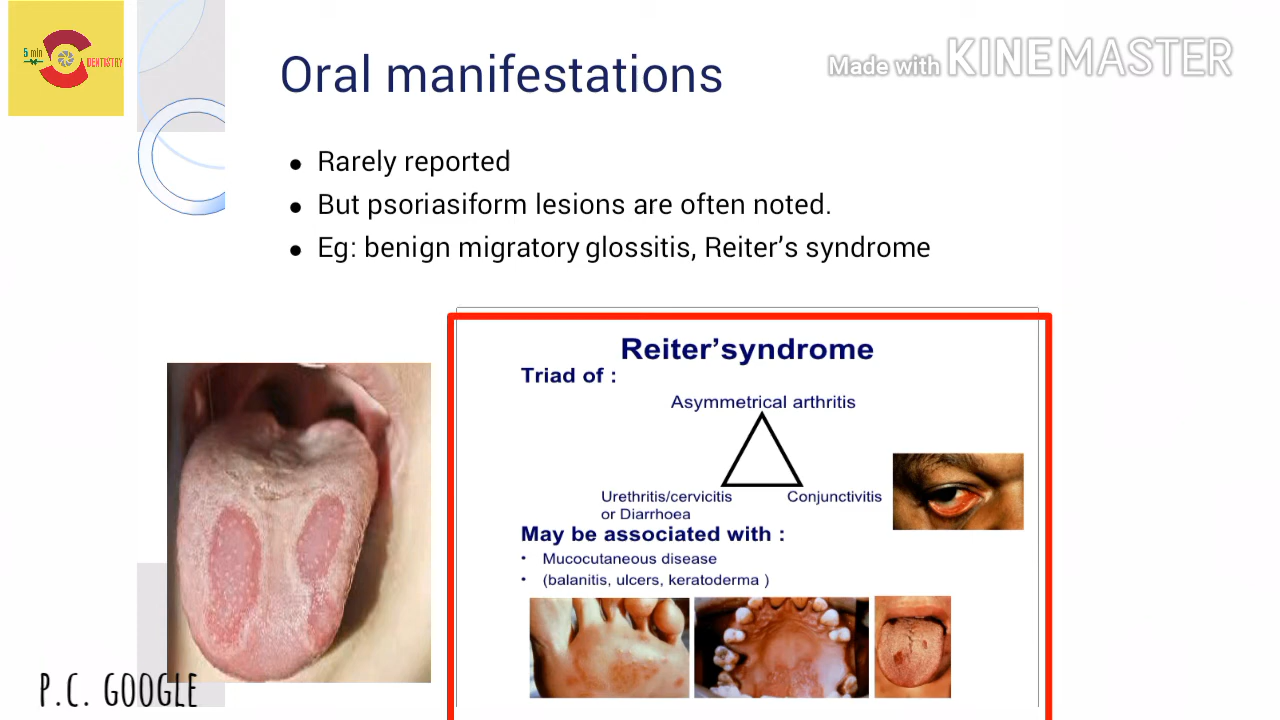 5 min
DENTISTRY
Oral manifestations
Made with KINEMASTER
● Rarely reported
● But psoriasiform lesions are often noted.
● Eg: benign migratory glossitis, Reiter’s syndrome
Reiter’syndrome
Triad of :
Asymmetrical arthritis
Urethritis/cervicitis
or Diarrhoea
Conjunctivitis
May be associated with :
• Mucocutaneous disease
• (balanitis, ulcers, keratoderma )
P.C. GOOGLE